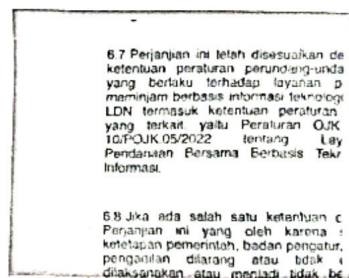 6.7 Perjanjian ini telah disesuaikan de
ketentuan peraturan perundang-unda
yang berlaku terhadap layanan p
meminjam berbasis informasi teknologi
LDN termasuk ketentuan peraturan
yang terkait yaitu Peraturan OJK
10/POJK.05/2022 tentang Lay
Pendanaan Bersama Berbasis Tekr
Informasi.
6.8 Jika ada salah satu ketentuan c
Perjanjian ini yang oleh karena
ketetapan pemerintah, badan pengatur,
pengadilan dilarang atau tidak
dilaksanakan atau menjadi tidak be